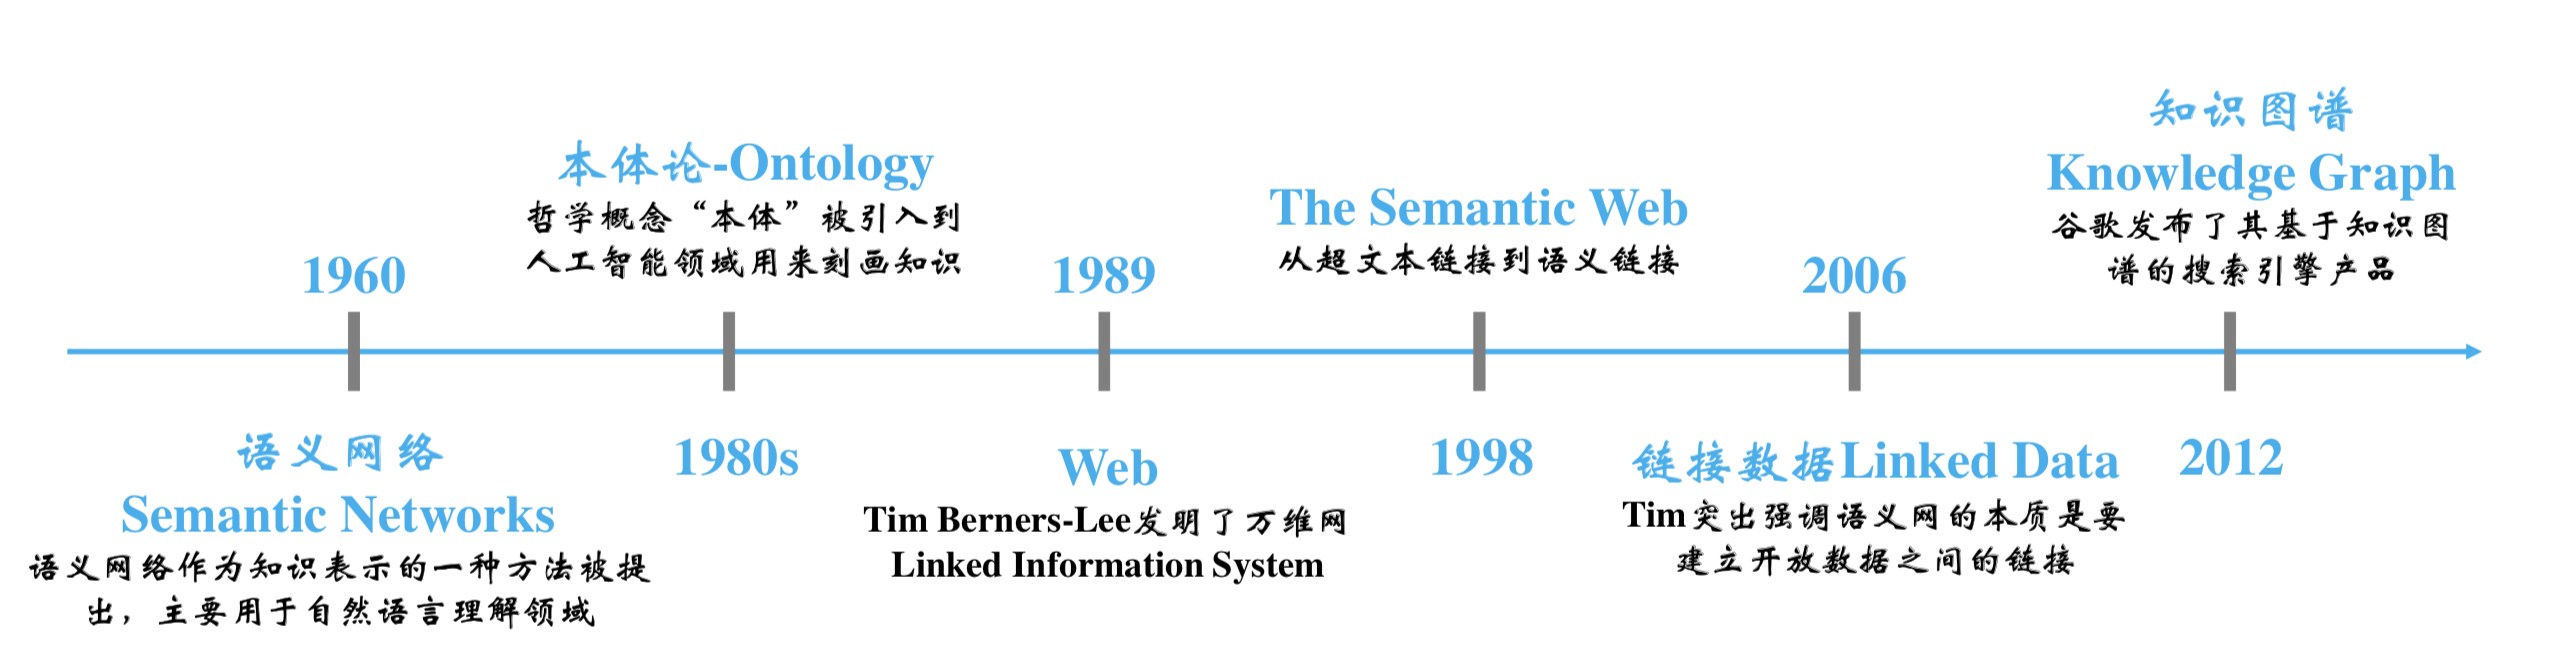 1960
语义网络
Semantic Networks
语义网络作为知识表示的一种方法被提
出，主要用于自然语言理解领域
本体论-Ontology
哲学概念“本体”被引入到
人工智能领域用来刻画知识
1980s
1989
Web
Tim Berners-Lee发明了万维网
Linked Information System
The Semantic Web
从超文本链接到语义链接
1998
2006
链接数据Linked Data
Tim突出强调语义网的本质是要
建立开放数据之间的链接
知识图谱
Knowledge Graph
谷歌发布了其基于知识图
谱的搜索引擎产品
2012